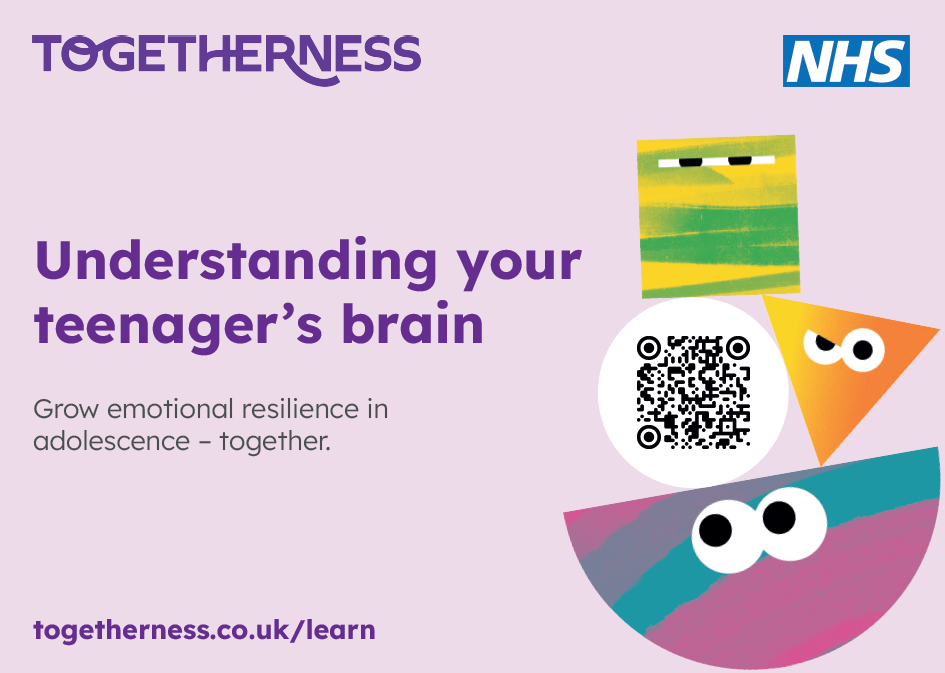 TOGETHERNESS
NHS
Understanding your
teenager’s brain
Grow emotional resilience in
adolescence – together.
togetherness.co.uk/learn